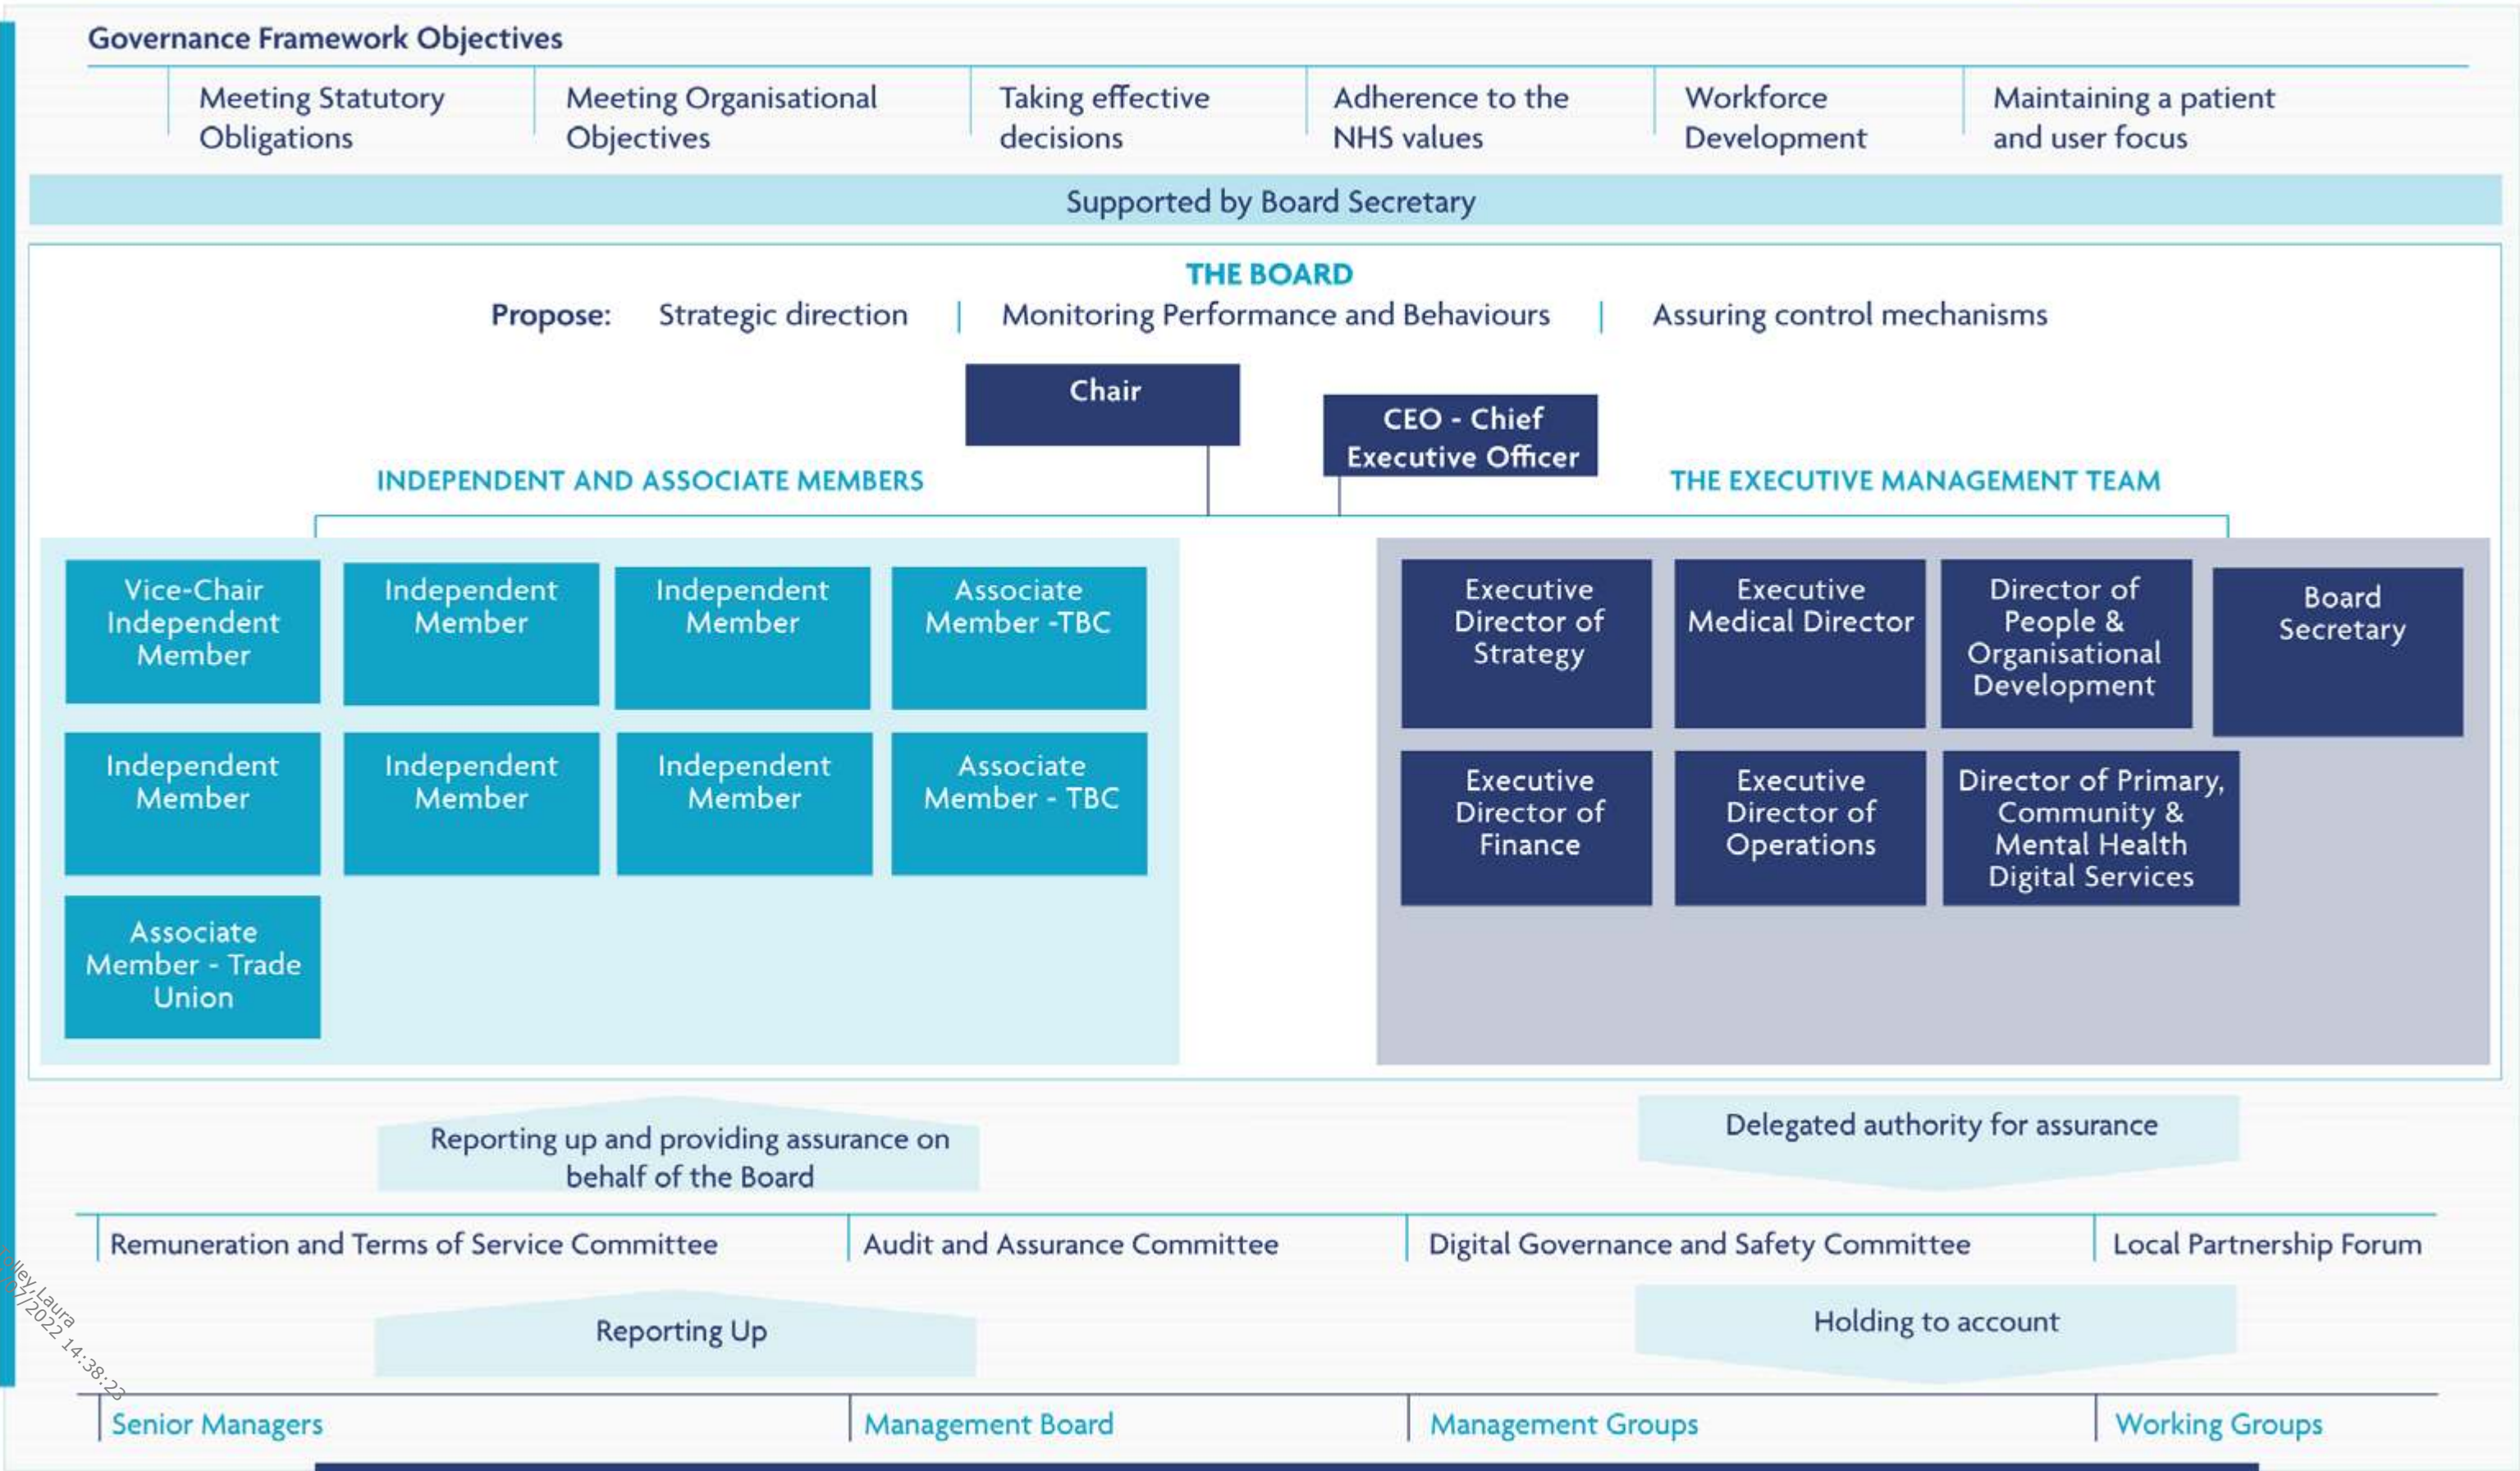 Governance Framework Objectives
Meeting Statutory
Obligations
Meeting Organisational
Objectives
Taking effective
decisions
Adherence to the
NHS values
Workforce
Development
Maintaining a patient
and user focus
Supported by Board Secretary
THE BOARD
Propose: Strategic direction | Monitoring Performance and Behaviours | Assuring control mechanisms
Chair
CEO - Chief
Executive Officer
INDEPENDENT AND ASSOCIATE MEMBERS
Vice-Chair
Independent
Member
Independent
Member
Independent
Member
Associate
Member -TBC
Independent
Member
Independent
Member
Independent
Member
Associate
Member - TBC
Associate
Member - Trade
Union
THE EXECUTIVE MANAGEMENT TEAM
Executive
Director of
Strategy
Executive
Medical Director
Director of
People &
Organisational
Development
Board
Secretary
Executive
Director of
Finance
Executive
Director of
Operations
Director of Primary,
Community &
Mental Health
Digital Services
Reporting up and providing assurance on
behalf of the Board
Delegated authority for assurance
Remuneration and Terms of Service Committee
Audit and Assurance Committee
Digital Governance and Safety Committee
Local Partnership Forum
Reporting Up
Holding to account
Senior Managers
Management Board
Management Groups
Working Groups
Laura
2022 14:38:23